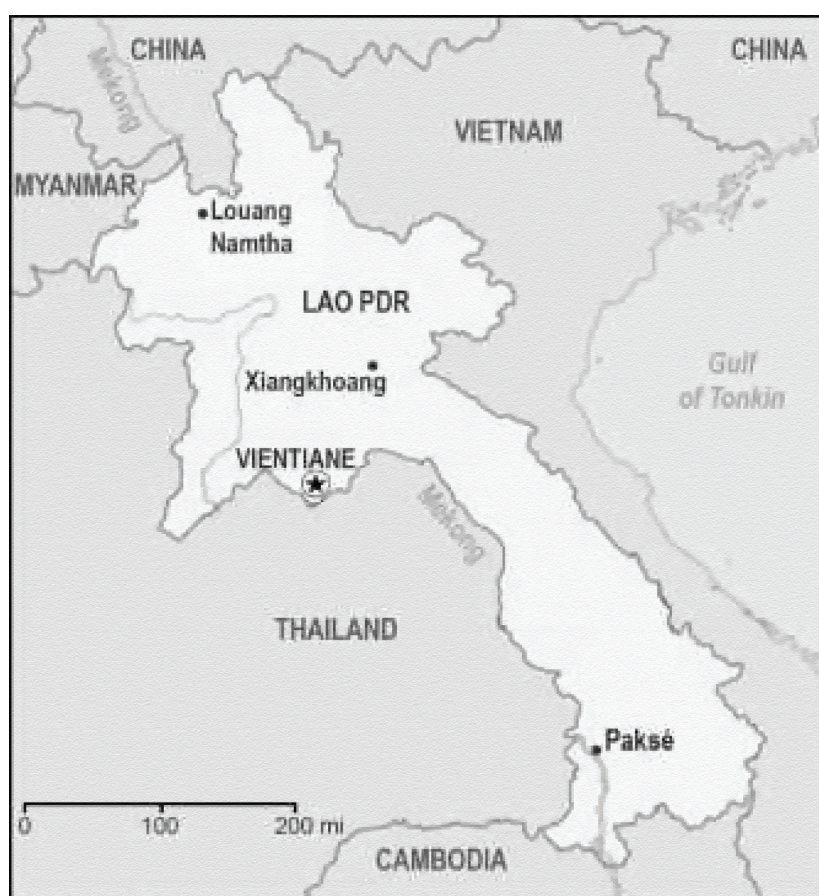 CHINA
CHINA
Mekong
VIETNAM
MYANMAR
Louang
Namtha
LAO PDR
Gulf
of Tonkin
Xiangkhoang
VIENTIANE
Mekong
THAILAND
Paksé
0 100 200 mi
CAMBODIA